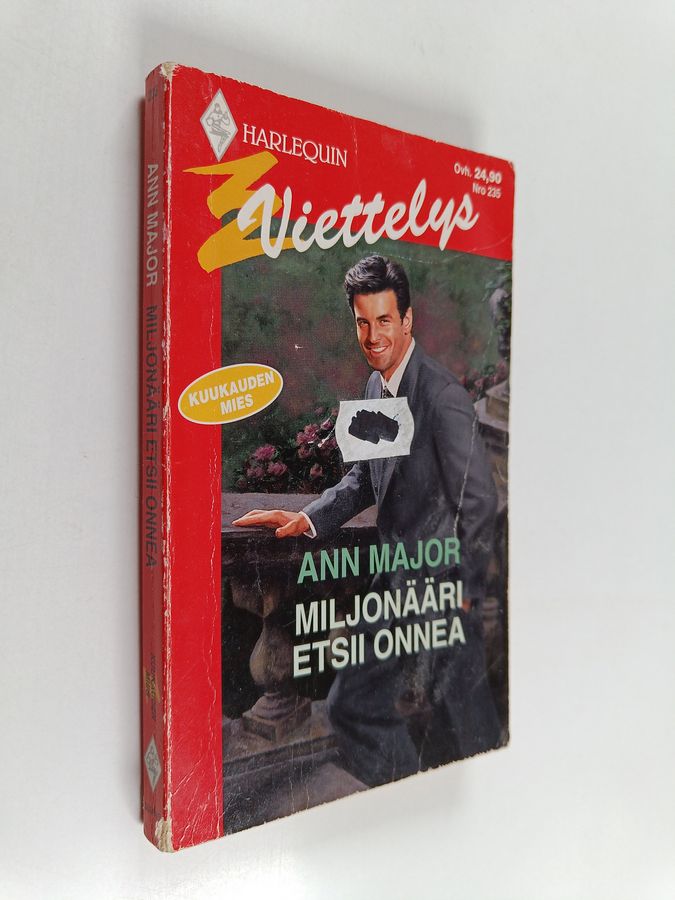 HARLEQUIN
Ovh. 24,90
Nro 235
Viettelys
KUUKAUDEN
MIES
ANN MAJOR
MILJONÄÄRI
ETSII ONNEA
ANN MAJOR MILJONÄÄRI ETSII ONNEA